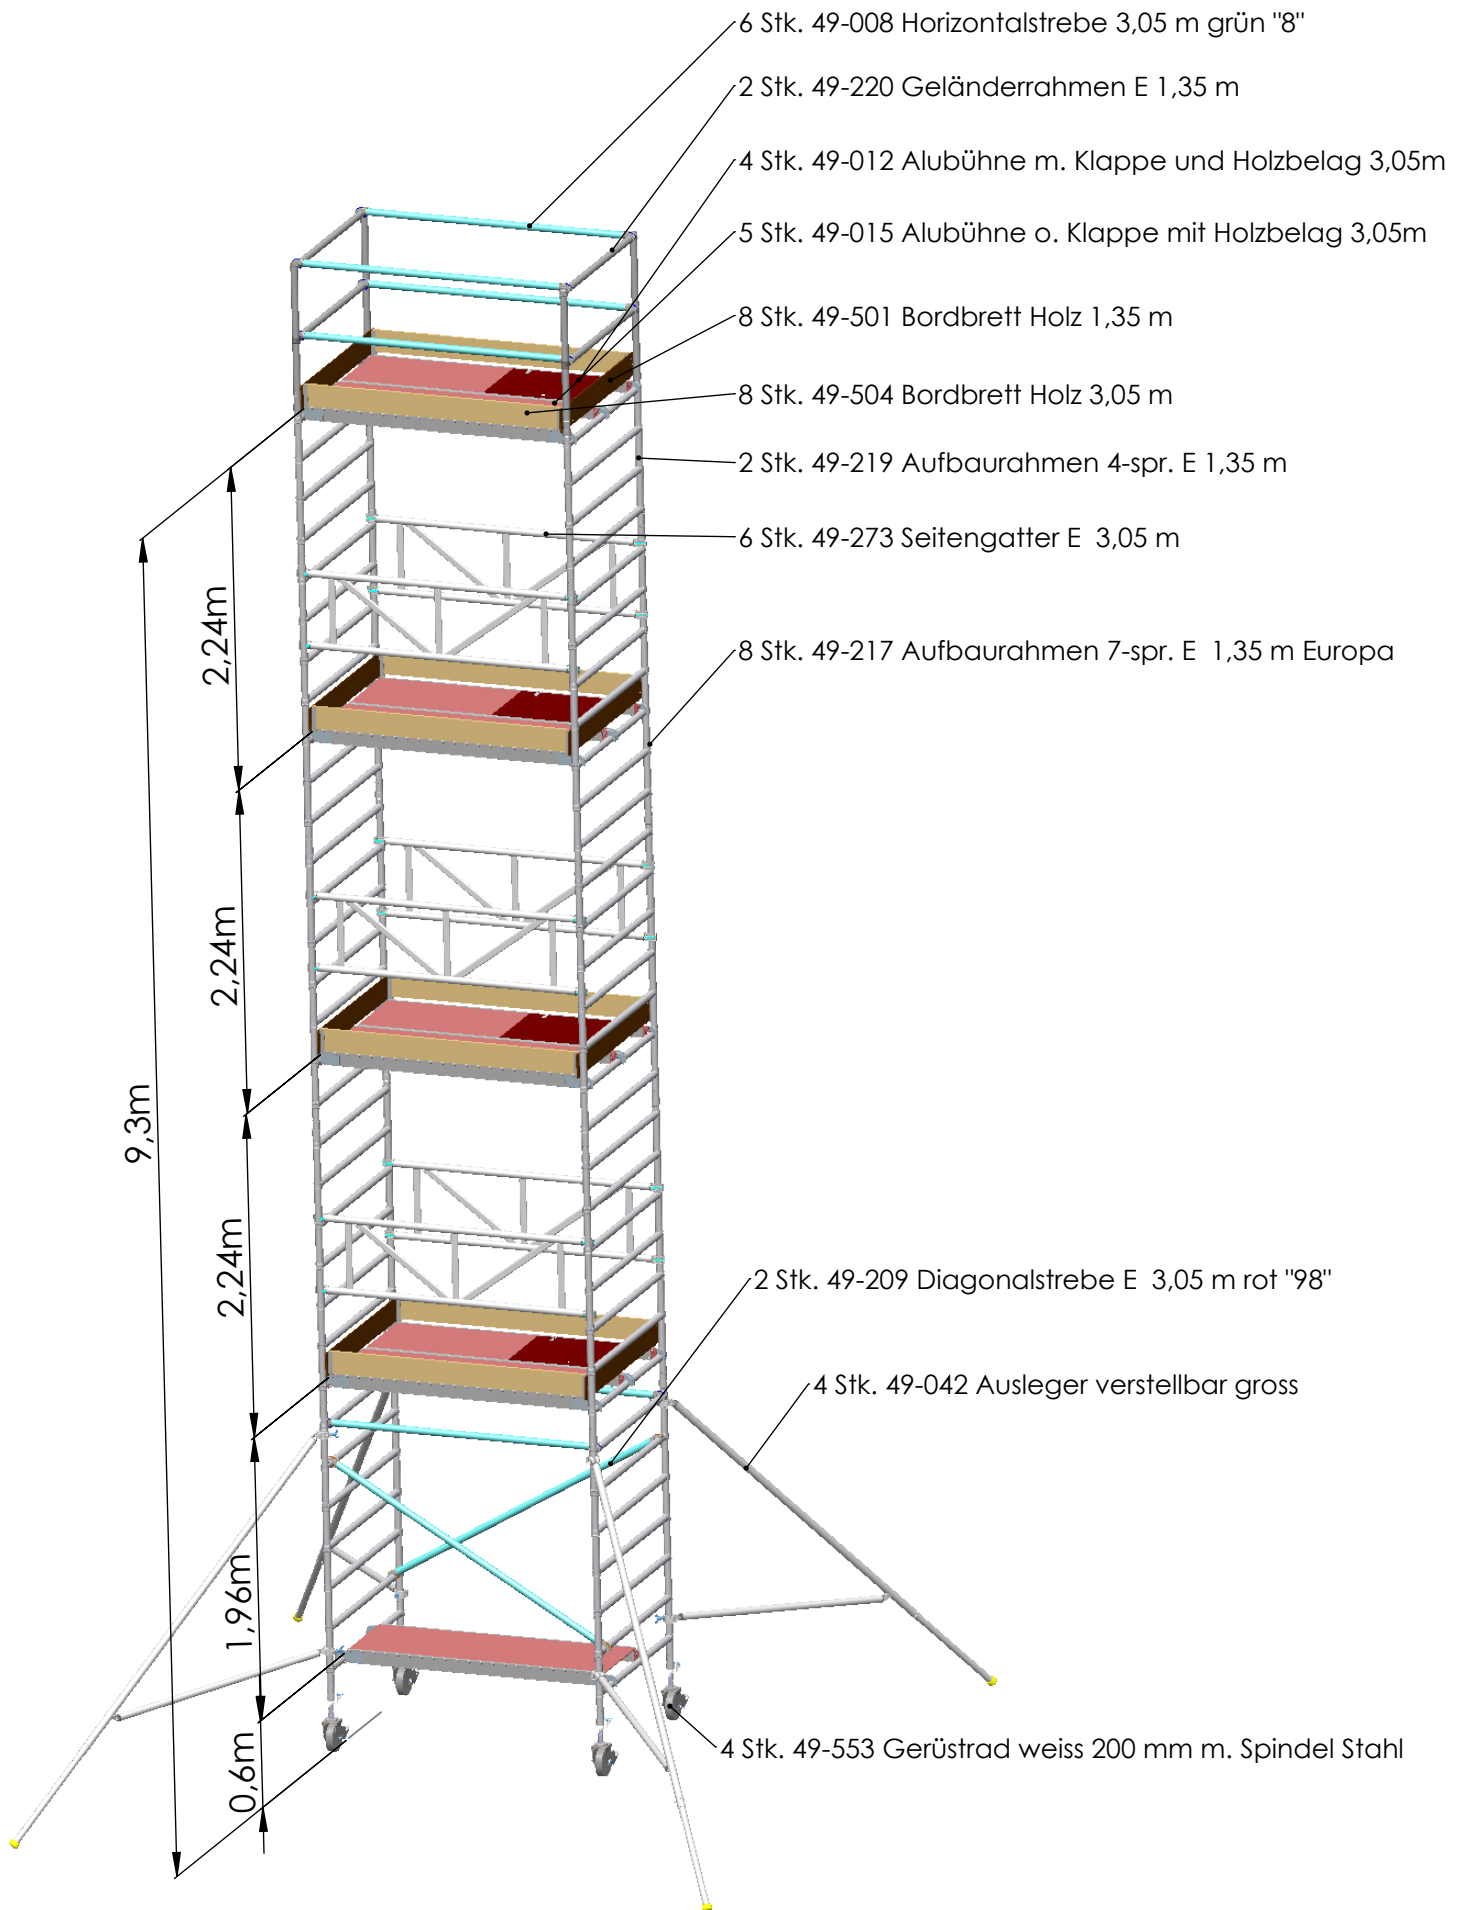 6 Stk. 49-008 Horizontalstrebe 3,05 m grün "8"
2 Stk. 49-220 Geländerrahmen E 1,35 m
4 Stk. 49-012 Alubühne m. Klappe und Holzbelag 3,05m
5 Stk. 49-015 Alubühne o. Klappe mit Holzbelag 3,05m
8 Stk. 49-501 Bordbrett Holz 1,35 m
8 Stk. 49-504 Bordbrett Holz 3,05 m
2 Stk. 49-219 Aufbaurahmen 4-spr. E 1,35 m
6 Stk. 49-273 Seitengatter E  3,05 m
8 Stk. 49-217 Aufbaurahmen 7-spr. E  1,35 m Europa
2,24m
2,24m
9,3m
2,24m
2 Stk. 49-209 Diagonalstrebe E  3,05 m rot "98"
4 Stk. 49-042 Ausleger verstellbar gross
1,96m
0,6m
4 Stk. 49-553 Gerüstrad weiss 200 mm m. Spindel Stahl